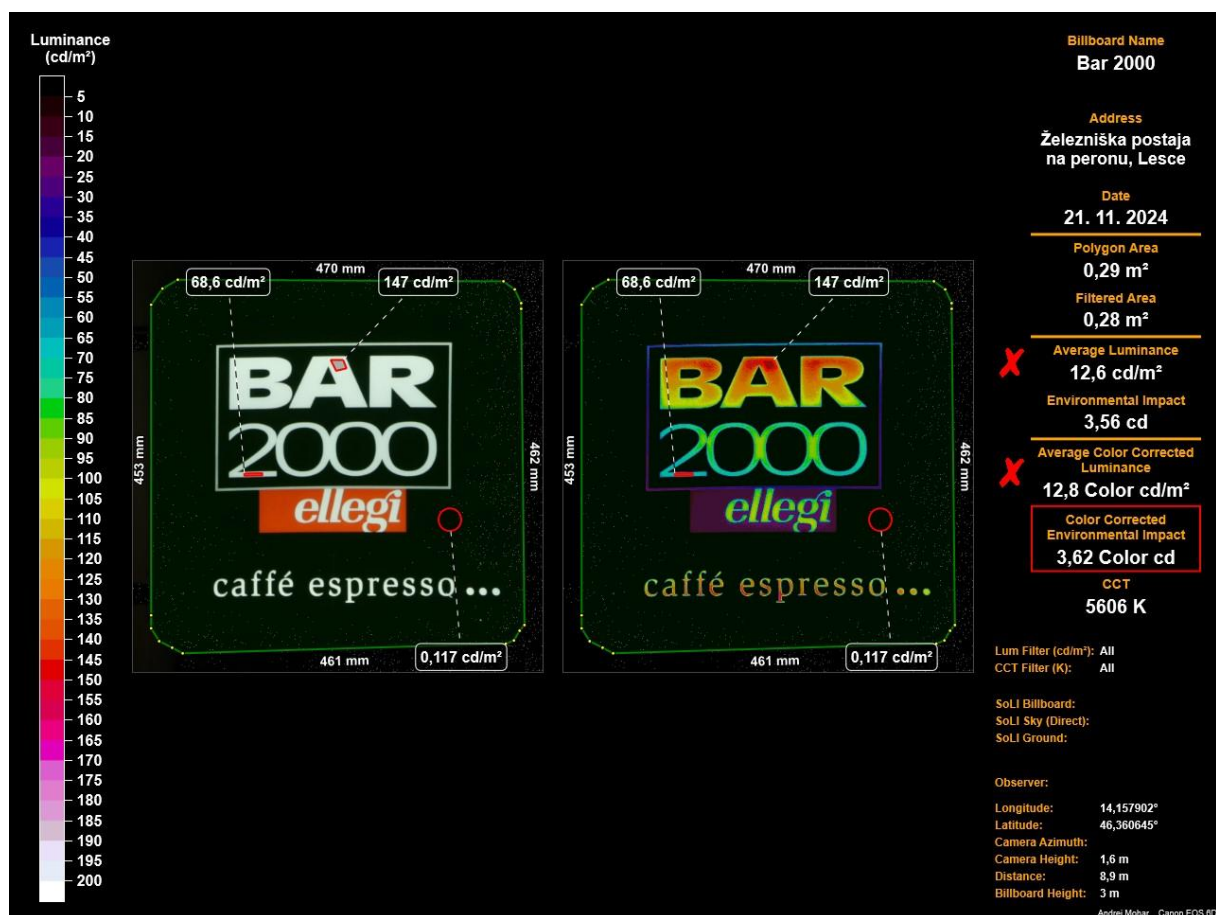 Luminance
(cd/m²)
5
10
15
20
25
30
35
40
45
50
55
60
65
70
75
80
85
90
95
100
105
110
115
120
125
130
135
140
145
155
160
165
170
175
180
185
190
195
200
68,6 cd/m²
470 mm
147 cd/m²
453 mm
462 mm
BAR
2000
ellegi
caffé espresso...
461 mm
0,117 cd/m²
68,6 cd/m²
470 mm
147 cd/m²
453 mm
462 mm
BAR
2000
ellegi
caffé espresso...
461 mm
0,117 cd/m²
Billboard Name
Bar 2000
Address
Železniška postaja
na peronu, Lesce
Date
21. 11. 2024
Polygon Area
0,29 m²
Filtered Area
0,28 m²
Average Luminance
12,6 cd/m²
Environmental Impact
3,56 cd
Average Color Corrected
Luminance
12,8 Color cd/m²
Color Corrected
Environmental Impact
3,62 Color cd
CCT
5606 K
Lum Filter (cd/m²): All
CCT Filter (K): All
SoLI Billboard:
SoLI Sky (Direct):
SoLI Ground:
Observer:
Longitude: 14,157902°
Latitude: 46,360645°
Camera Azimuth:
Camera Height: 1,6 m
Distance: 8,9 m
Billboard Height: 3 m
Andrej Mohar Canon EOS 6D